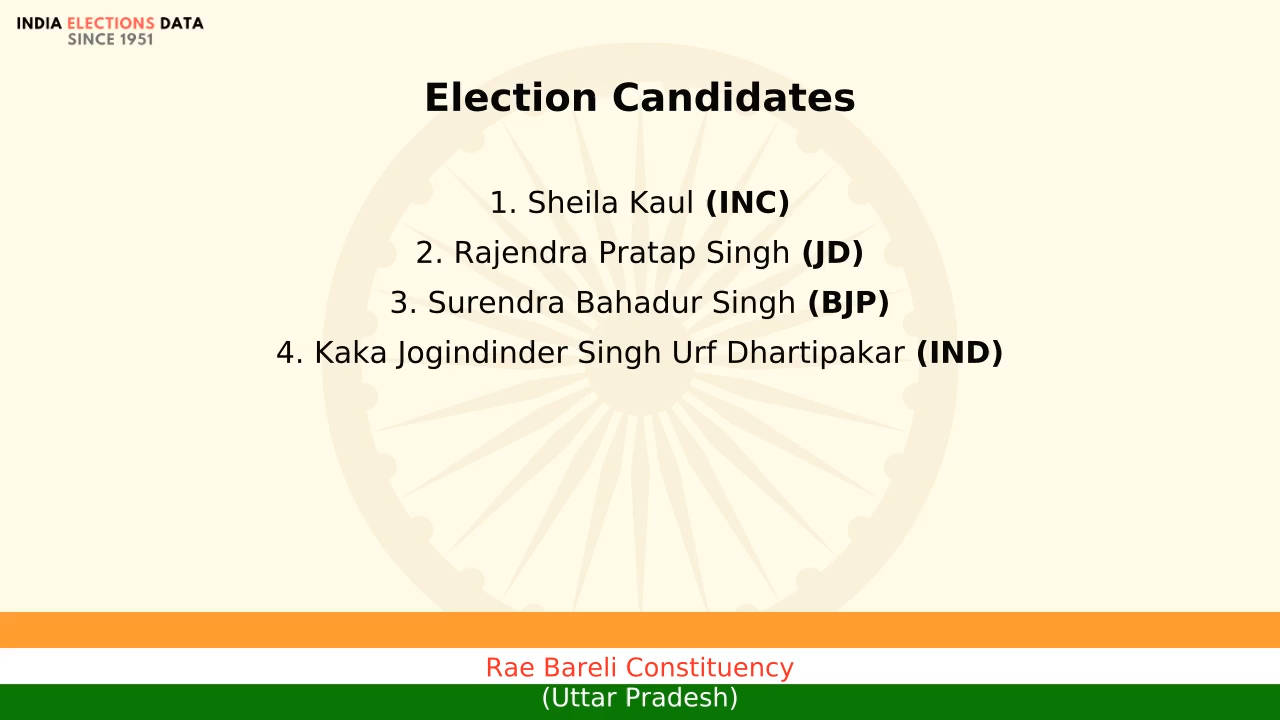 INDIA ELECTIONS DATA
SINCE 1951
Election Candidates
1. Sheila Kaul (INC)
2. Rajendra Pratap Singh (JD)
3. Surendra Bahadur Singh (BJP)
4. Kaka Jogindinder Singh Urf Dhartipakar (IND)
Rae Bareli Constituency
(Uttar Pradesh)